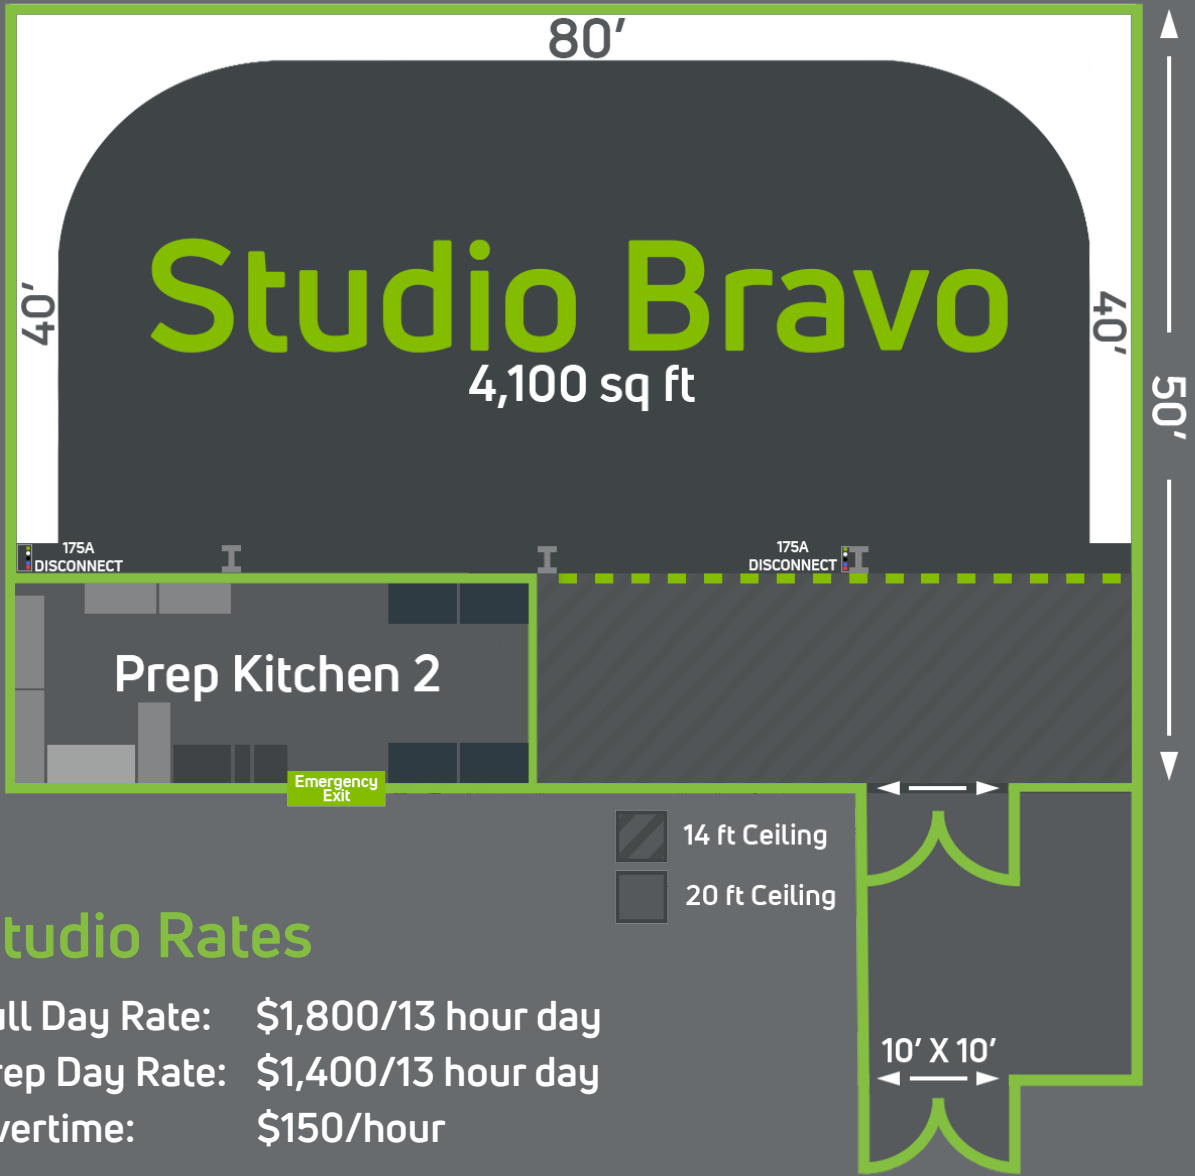 80′
40′
Studio Bravo
4,100 sq ft
40′
50′
175A
DISCONNECT
175A
DISCONNECT
Prep Kitchen 2
Emergency
Exit
14 ft Ceiling
20 ft Ceiling
tudio Rates
ll Day Rate: $1,800/13 hour day
rep Day Rate: $1,400/13 hour day
vertime: $150/hour
10′ X 10′